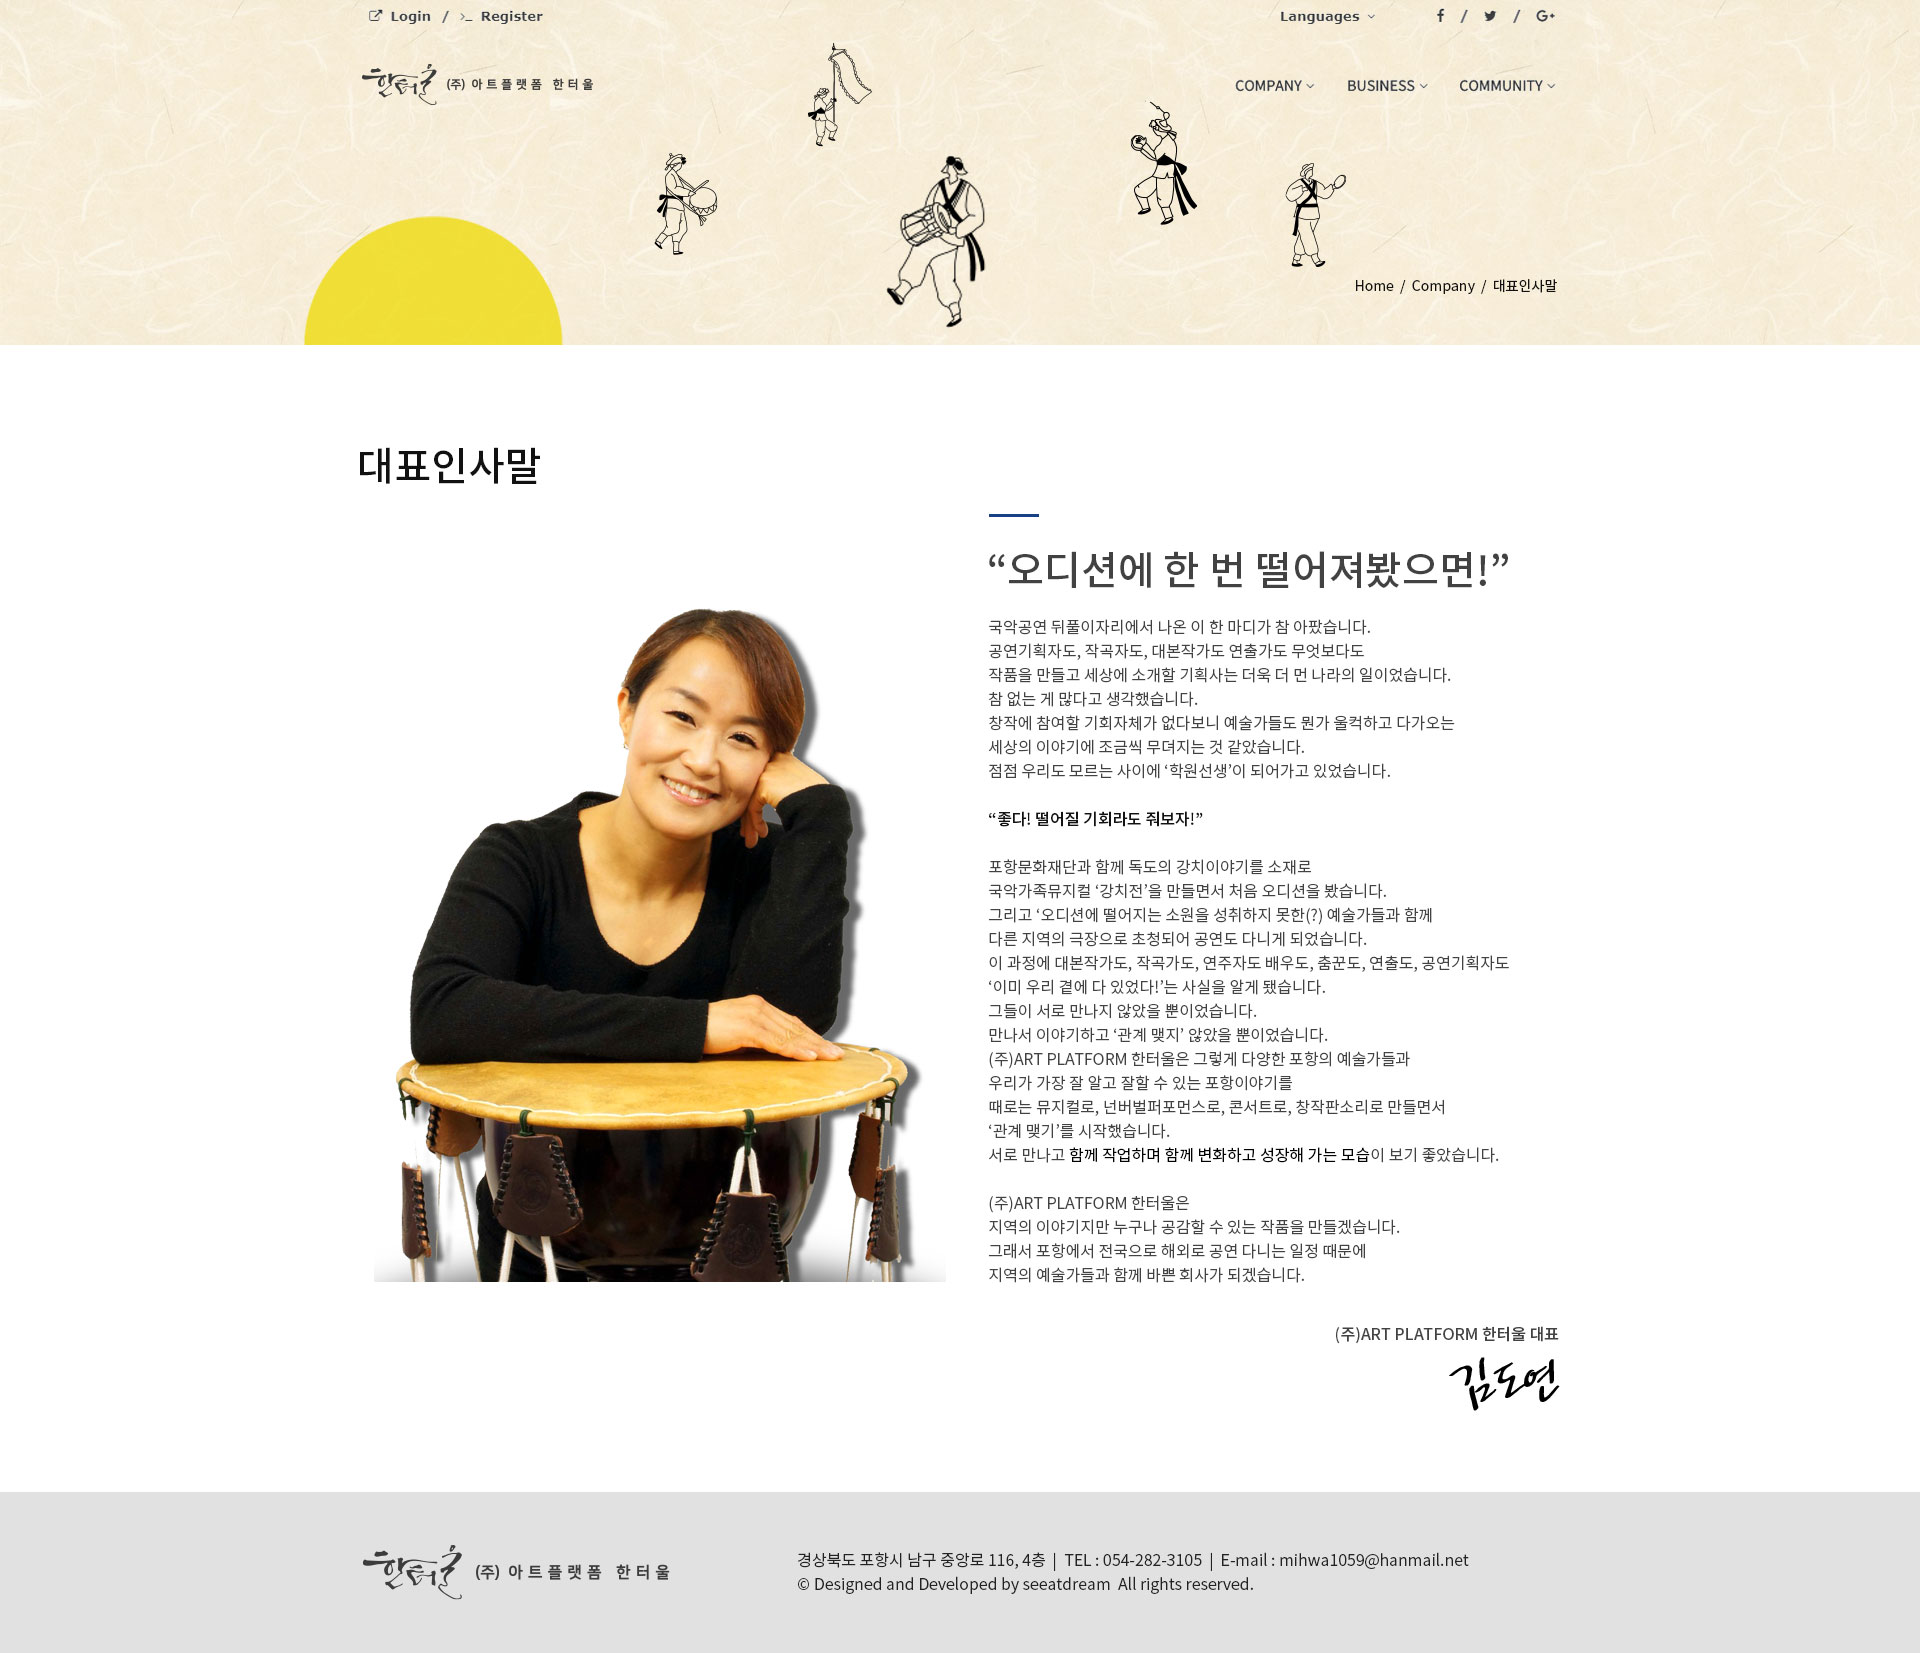 Login / Register
Languages
한터울 (주) 아트플랫폼 한터울
COMPANY BUSINESS COMMUNITY
Home / Company / 대표인사말
대표인사말
“오디션에 한 번 떨어져봤으면!”
국악공연 뒤풀이자리에서 나온 이 한 마디가 참 아팠습니다.
공연기획자도, 작곡자도, 대본작가도 연출가도 무엇보다도
작품을 만들고 세상에 소개할 기획사는 더욱 더 먼 나라의 일이었습니다.
참 없는 게 많다고 생각했습니다.
창작에 참여할 기회자체가 없다보니 예술가들도 뭔가 울컥하고 다가오는
세상의 이야기에 조금씩 무뎌지는 것 같았습니다.
점점 우리도 모르는 사이에 ‘학원선생’이 되어가고 있었습니다.
“좋다! 떨어질 기회라도 줘보자!”
포항문화재단과 함께 독도의 강치이야기를 소재로
국악가족뮤지컬 ‘강치전’을 만들면서 처음 오디션을 봤습니다.
그리고 ‘오디션에 떨어지는 소원을 성취하지 못한(?) 예술가들과 함께
다른 지역의 극장으로 초청되어 공연도 다니게 되었습니다.
이 과정에 대본작가도, 작곡가도, 연주자도 배우도, 춤꾼도, 연출도, 공연기획자도
‘이미 우리 곁에 다 있었다!’는 사실을 알게 됐습니다.
그들이 서로 만나지 않았을 뿐이었습니다.
만나서 이야기하고 ‘관계 맺지’ 않았을 뿐이었습니다.
(주)ART PLATFORM 한터울은 그렇게 다양한 포항의 예술가들과
우리가 가장 잘 알고 잘할 수 있는 포항이야기를
때로는 뮤지컬로, 넌버벌퍼포먼스로, 콘서트로, 창작판소리로 만들면서
‘관계 맺기’를 시작했습니다.
서로 만나고 함께 작업하며 함께 변화하고 성장해 가는 모습이 보기 좋았습니다.
(주)ART PLATFORM 한터울은
지역의 이야기지만 누구나 공감할 수 있는 작품을 만들겠습니다.
그래서 포항에서 전국으로 해외로 공연 다니는 일정 때문에
지역의 예술가들과 함께 바쁜 회사가 되겠습니다.
(주)ART PLATFORM 한터울 대표
김도연
한터울 (주) 아트플랫폼 한터울
경상북도 포항시 남구 중앙로 116, 4층 | TEL : 054-282-3105 | E-mail : mihwa1059@hanmail.net
© Designed and Developed by seeatdream All rights reserved.